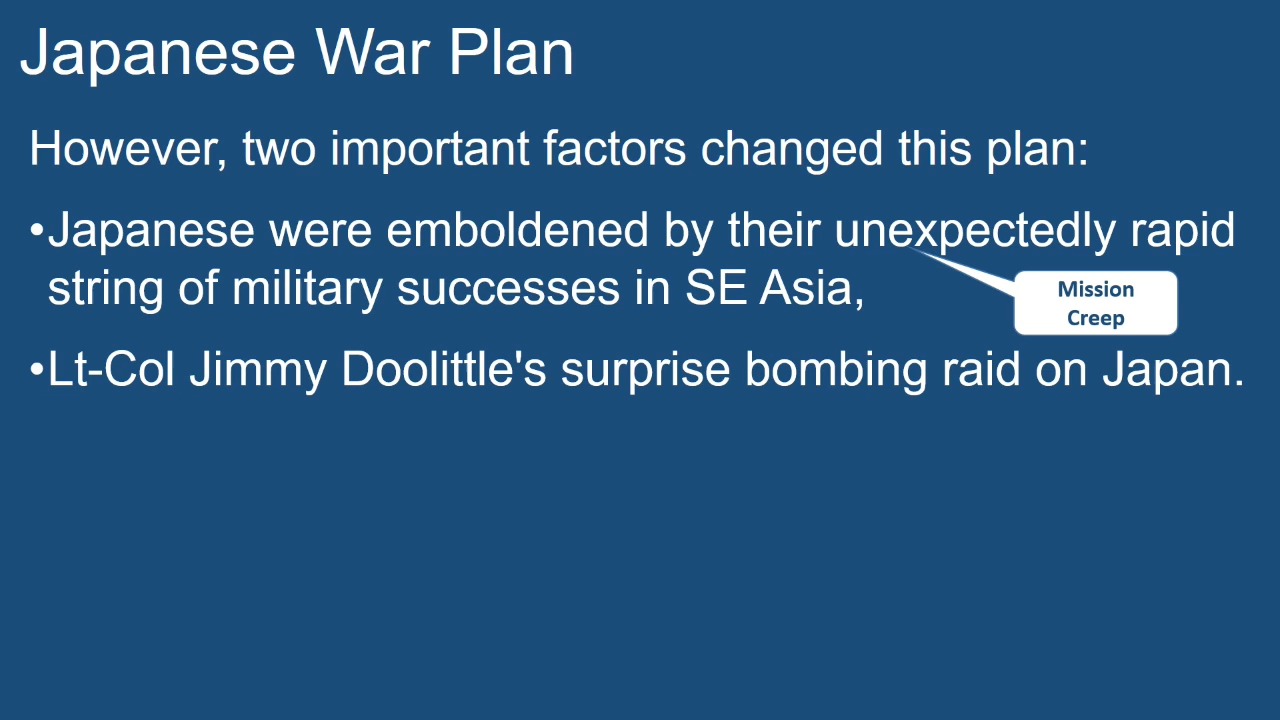 Japanese War Plan
However, two important factors changed this plan:
•Japanese were emboldened by their unexpectedly rapid
string of military successes in SE Asia,
Mission
Creep
•Lt-Col Jimmy Doolittle's surprise bombing raid on Japan.